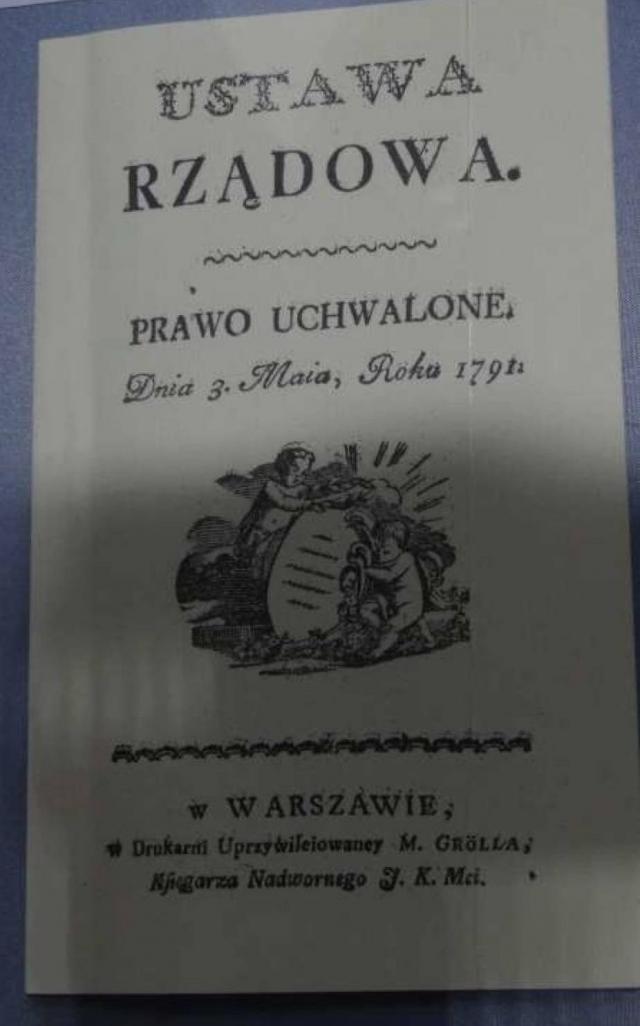 USTAWA
RZĄDOWA.
PRAWO UCHWALONE.
Dnia 3. Maia, Roku 1791.
w WARSZAWIE,
w Drukarni Uprzywileiowaney M. GRÖLLA,
Księgarza Nadwornego J. K. Mci.